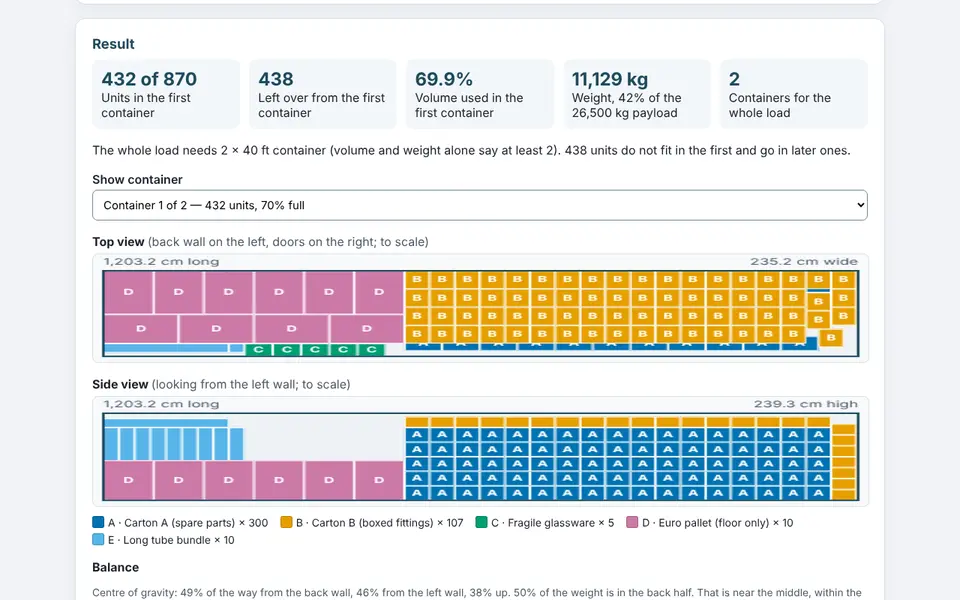 Result
432 of 870
Units in the first
container
438
Left over from the first
container
69.9%
Volume used in the
first container
11,129 kg
Weight, 42% of the
26,500 kg payload
2
Containers for the
whole load
The whole load needs 2 × 40 ft container (volume and weight alone say at least 2). 438 units do not fit in the first and go in later ones.
Show container
Container 1 of 2 — 432 units, 70% full
Top view (back wall on the left, doors on the right; to scale)
1,203.2 cm long 235.2 cm wide
D D D D D D B B B B B B B B B B B B B B B B B B
B B B B B B B B B B B B B B B B B B
B B B B B B B B B B B B B B B B B B
D D D D B B B B B B B B B B B B B B B B B
C C C C C
Side view (looking from the left wall; to scale)
1,203.2 cm long 239.3 cm high
A A A A A A A A A A A A A A A A A
A A A A A A A A A A A A A A A A A
A A A A A A A A A A A A A A A A A
D D D D D D A A A A A A A A A A A A A A A A A
A A A A A A A A A A A A A A A A A
A · Carton A (spare parts) × 300 B · Carton B (boxed fittings) × 107 C · Fragile glassware × 5 D · Euro pallet (floor only) × 10
E · Long tube bundle × 10
Balance
Centre of gravity: 49% of the way from the back wall, 46% from the left wall, 38% up. 50% of the weight is in the back half. That is near the middle, within the